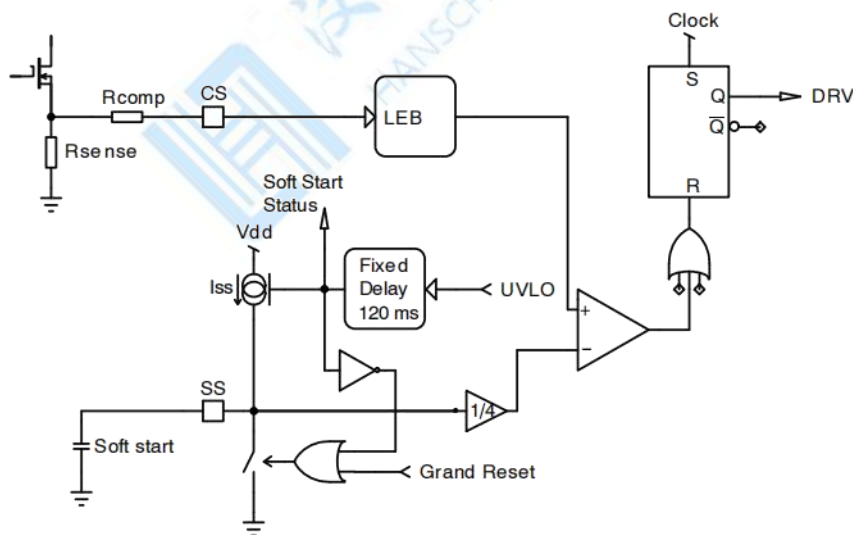 Clock
S
Q
DRV
Q
R
Rcomp
CS
LEB
Rsense
HANSCH
Soft Start
Status
Vdd
Iss
Fixed
Delay
120 ms
UVLO
+
−
SS
1/4
Soft start
Grand Reset